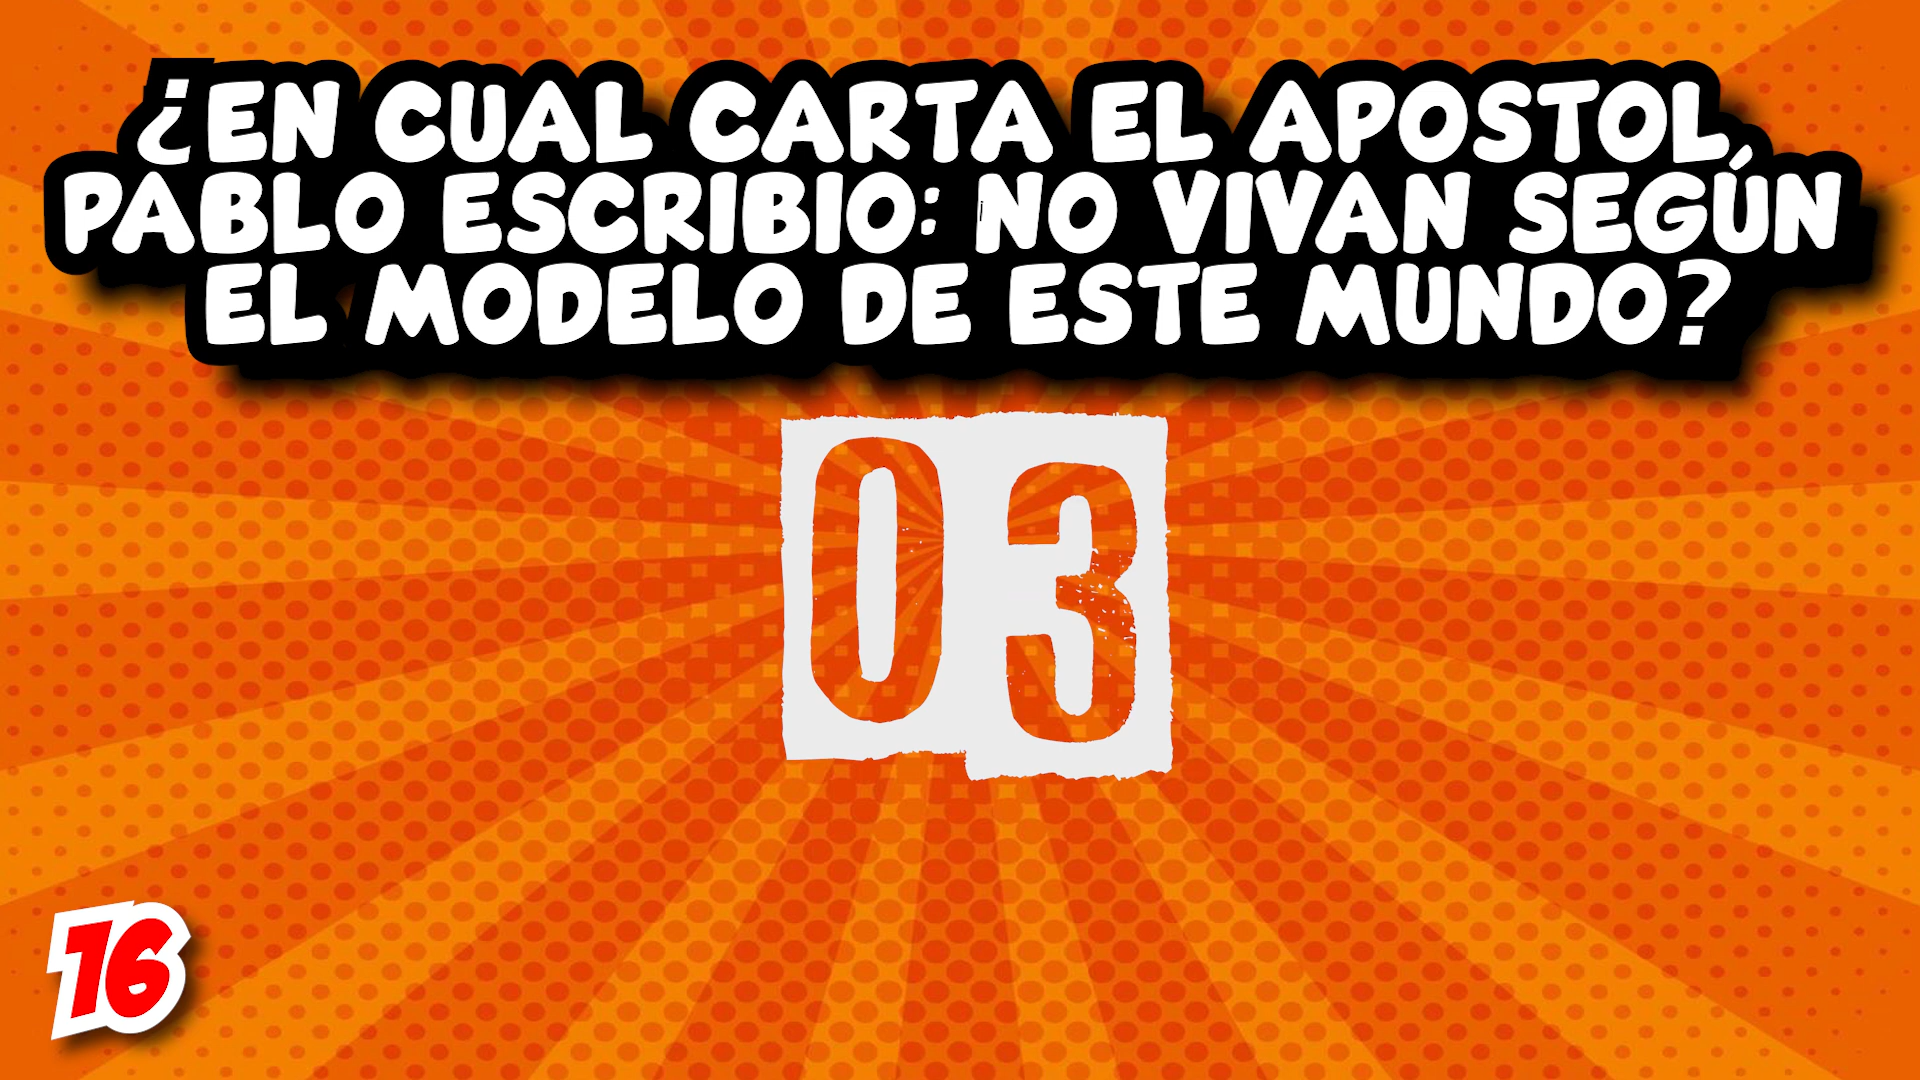 ¿EN CUAL CARTA EL APOSTOL
PABLO ESCRIBIO: NO VIVAN SEGÚN
EL MODELO DE ESTE MUNDO?
03
16